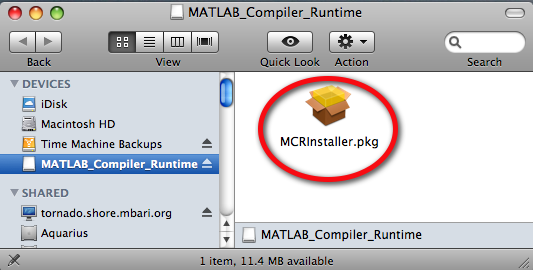 MATLAB_Compiler_Runtime
Back
View
Quick Look
Action
Search
DEVICES
iDisk
Macintosh HD
Time Machine Backups
MATLAB_Compiler_Runtime
SHARED
tornado.shore.mbari.org
Aquarius
MCRInstaller.pkg
MATLAB_Compiler_Runtime
1 item, 11.4 MB available